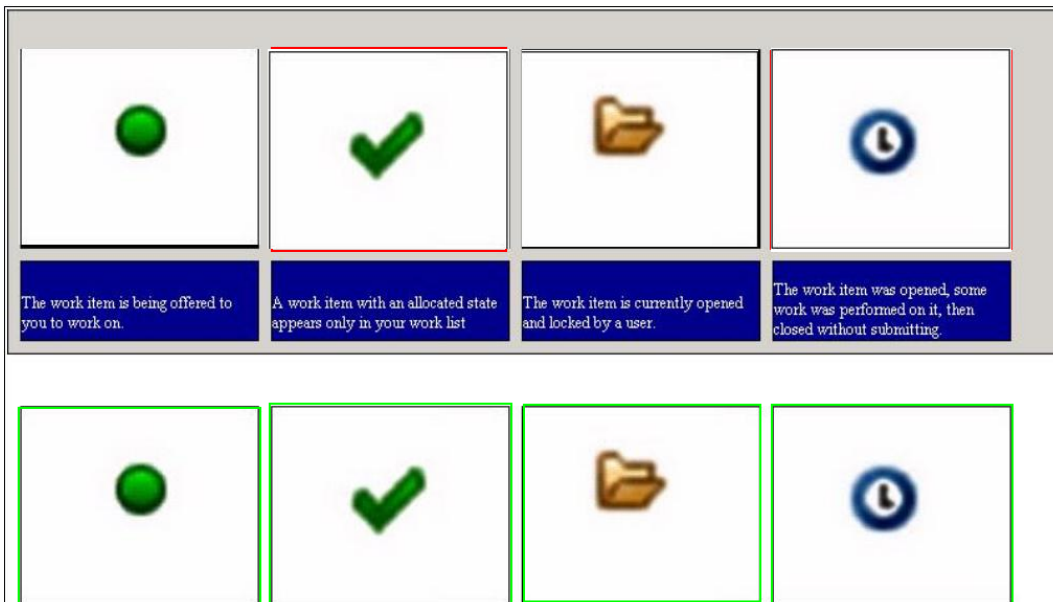 The work item is being offered to
you to work on.
A work item with an allocated state
appears only in your work list
The work item is currently opened
and locked by a user.
The work item was opened, some
work was performed on it, then
closed without submitting.